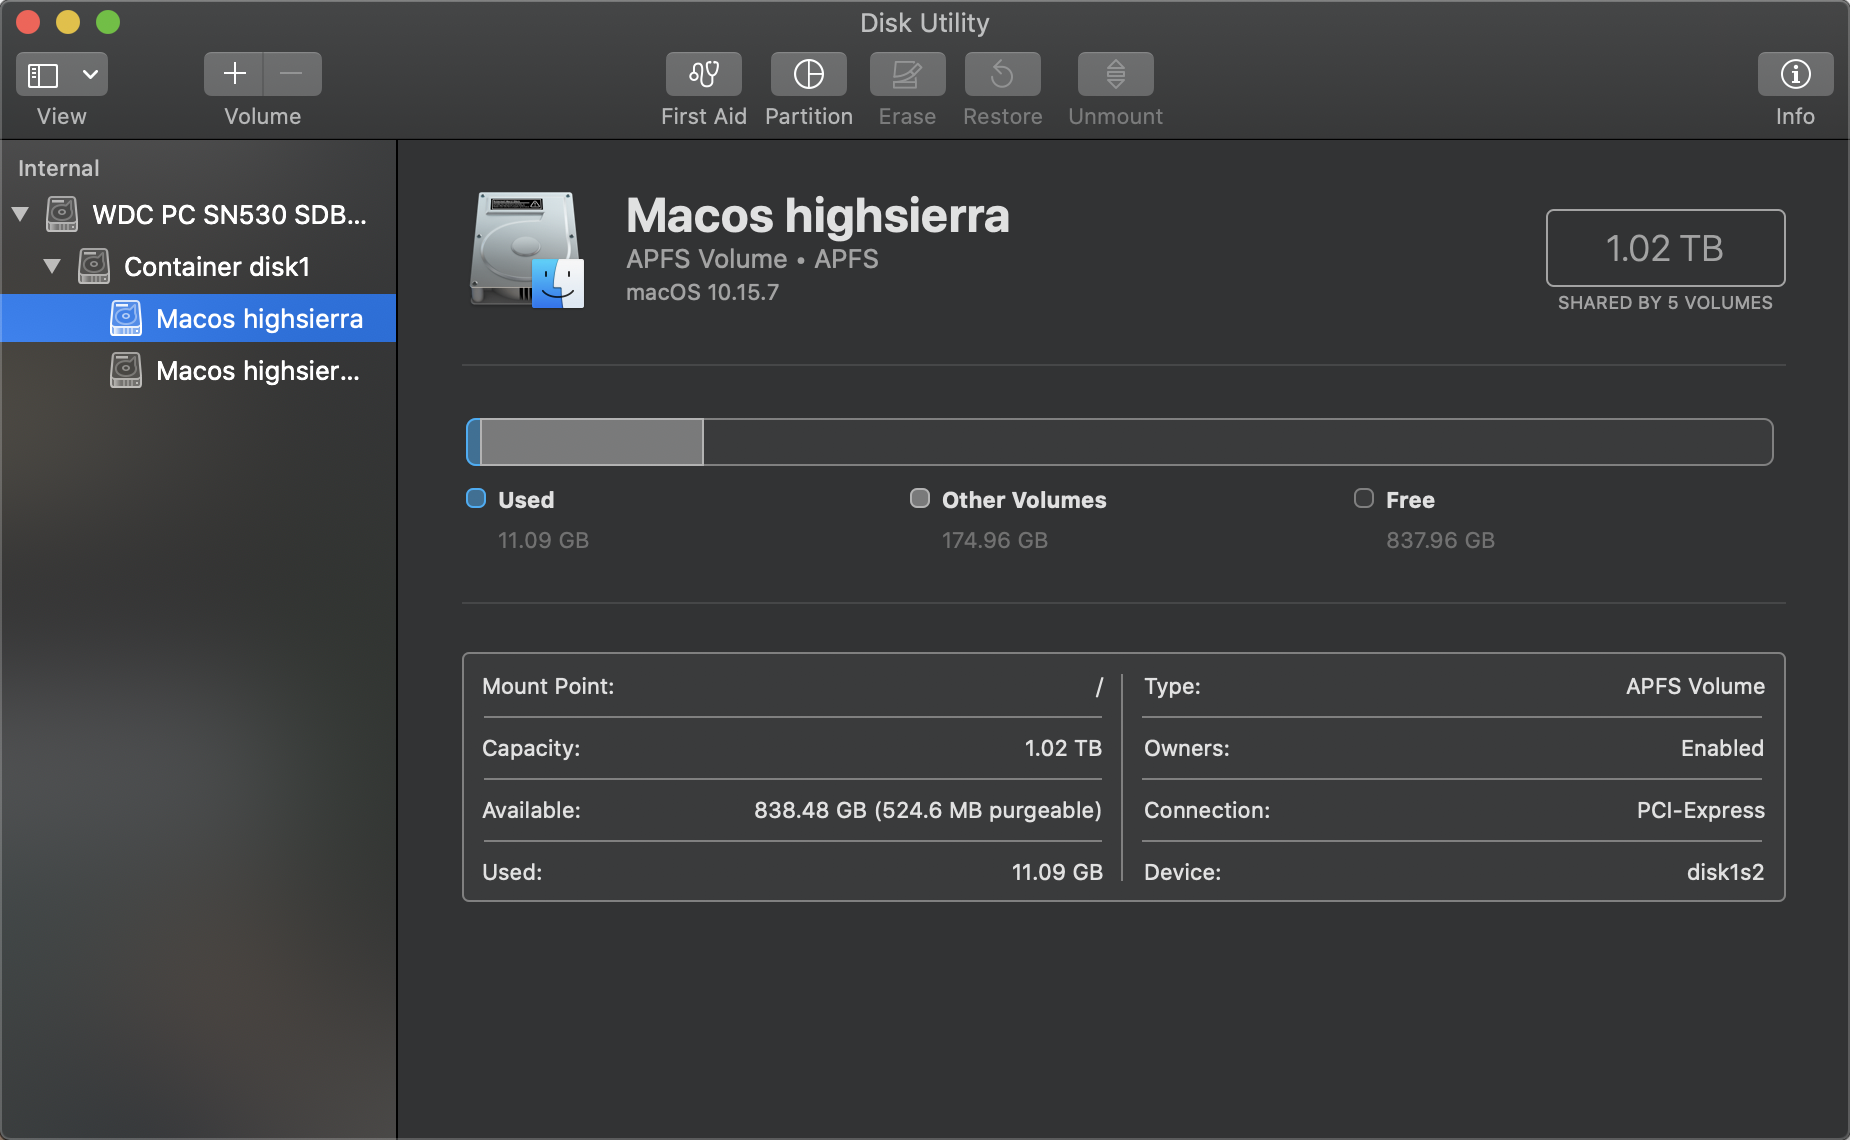 Disk Utility
View
Volume
First Aid
Partition
Erase
Restore
Unmount
Info
Internal
WDC PC SN530 SDB...
Container disk1
Macos highsierra
Macos highsier...
Macos highsierra
APFS Volume • APFS
macOS 10.15.7
1.02 TB
SHARED BY 5 VOLUMES
Used
11.09 GB
Other Volumes
174.96 GB
Free
837.96 GB
Mount Point: /
Capacity: 1.02 TB
Available: 838.48 GB (524.6 MB purgeable)
Used: 11.09 GB
Type: APFS Volume
Owners: Enabled
Connection: PCI-Express
Device: disk1s2